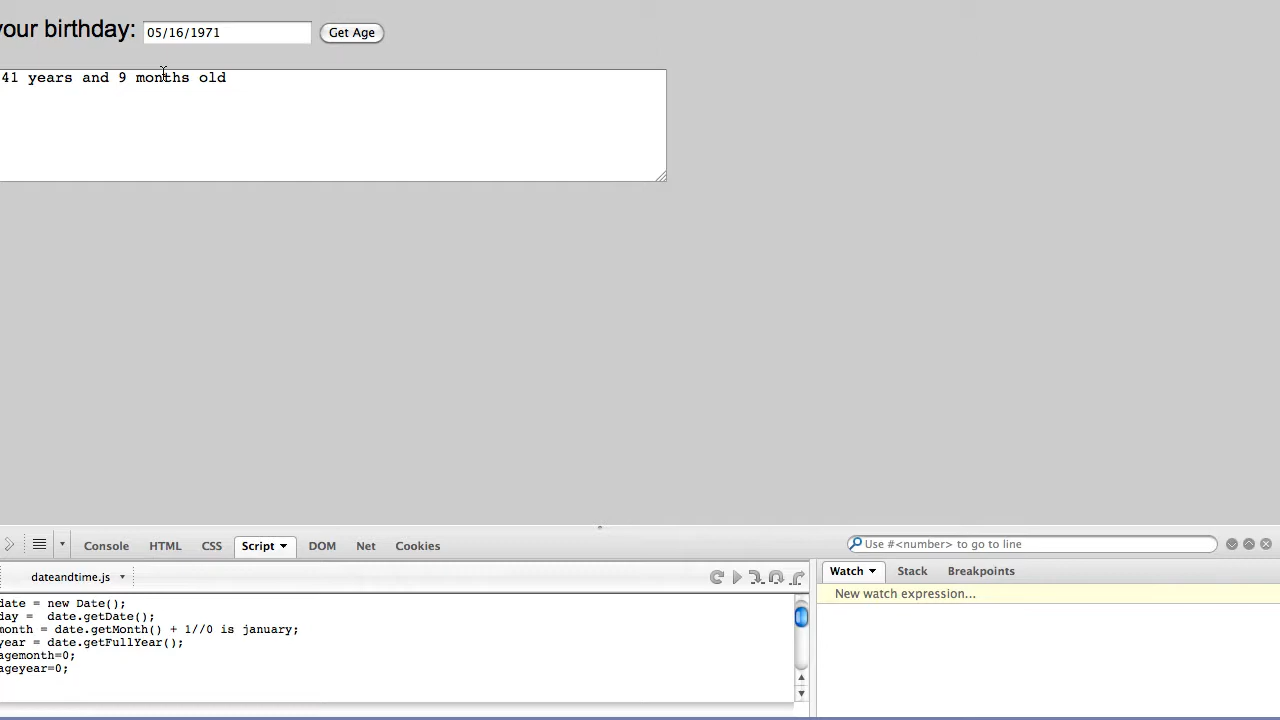 your birthday: 05/16/1971 Get Age
41 years and 9 months old
Console HTML CSS Script DOM Net Cookies
Use #<number> to go to line
dateandtime.js
Watch Stack Breakpoints
New watch expression...
date = new Date();
day =  date.getDate();
month = date.getMonth() + 1//0 is january;
year = date.getFullYear();
agemonth=0;
ageyear=0;